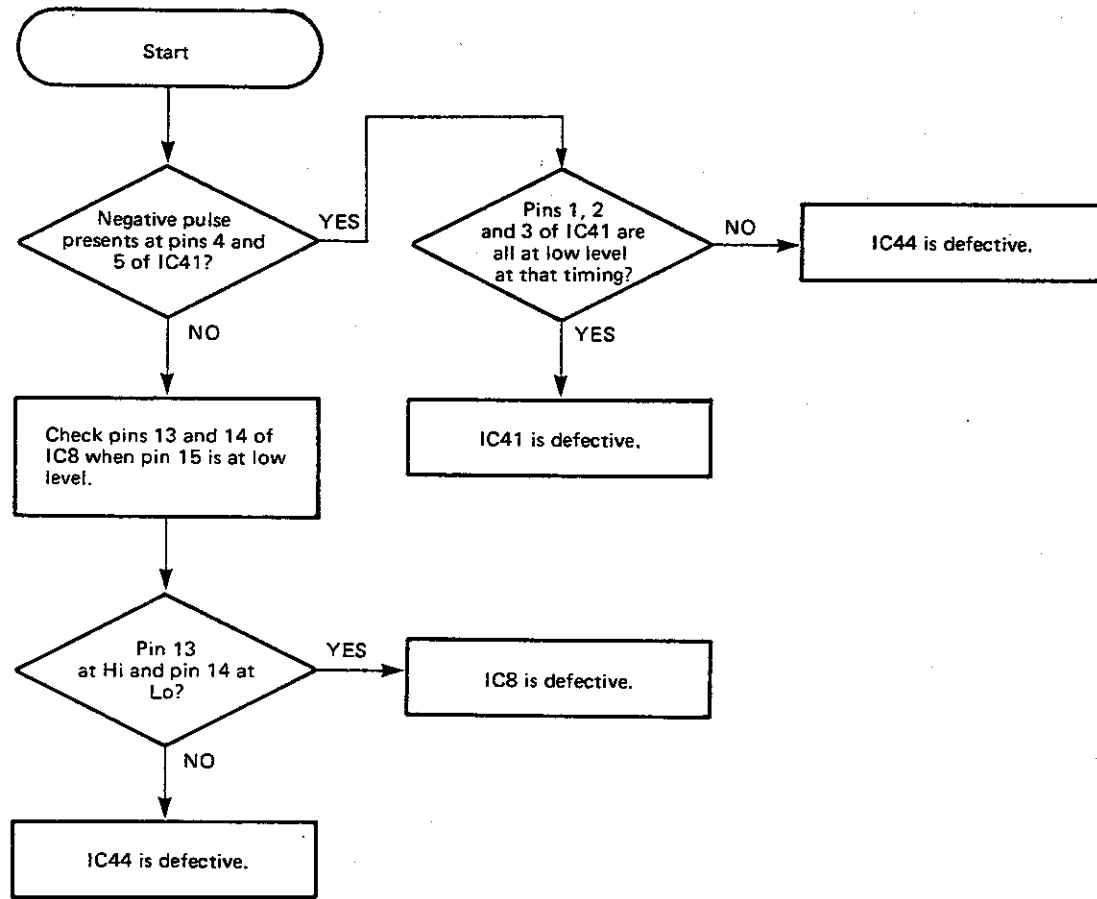 Start
Negative pulse
presents at pins 4 and
5 of IC41?
YES
NO
Pins 1, 2
and 3 of IC41 are
all at low level
at that timing?
NO
YES
IC44 is defective.
IC41 is defective.
Check pins 13 and 14 of
IC8 when pin 15 is at low
level.
Pin 13
at Hi and pin 14 at
Lo?
YES
NO
IC8 is defective.
IC44 is defective.